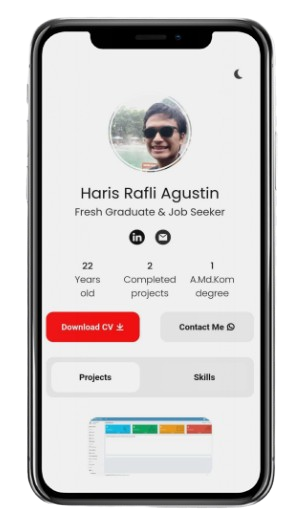 Haris Rafli Agustin
Fresh Graduate & Job Seeker
in
22 2 1
Years Completed A.Md.Kom
old projects degree
Download CV Contact Me
Projects Skills